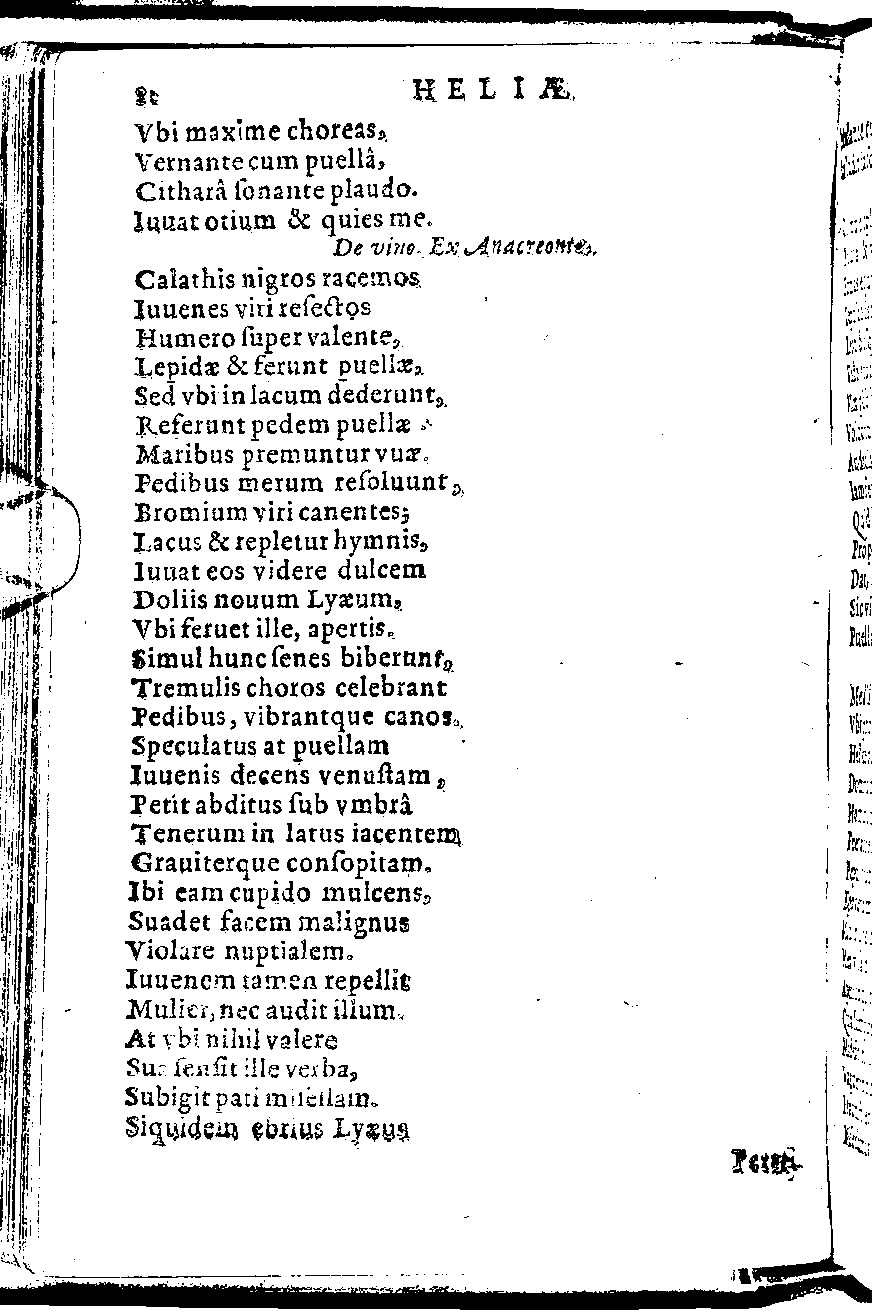 HELIÆ.
Vbi maxime choreas,
Vernante cum puellâ,
Citharâ ſonante plaudo.
Iuuat otium & quies me.
De vino. Ex Anacreonte.
Calathis nigros racemos
Iuuenes viri reſectos
Humero ſuper valente,
Lepidæ & ferunt puellæ,
Sed vbi in lacum dederunt,
Referunt pedem puellæ
Maribus premuntur vuæ.
Pedibus merum reſoluunt,
Bromium viri canentes;
Lacus & repletur hymnis,
Iuuat eos videre dulcem
Doliis nouum Lyæum,
Vbi feruet ille, apertis.
Simul hunc ſenes biberunt,
Tremulis choros celebrant
Pedibus, vibrantque canos.
Speculatus at puellam
Iuuenis decens venuſtam,
Petit abditus ſub vmbrâ
Tenerum in latus iacentem
Grauiterque conſopitam.
Ibi eam cupido mulcens,
Suadet facem malignus
Violare nuptialem.
Iuuenem tamen repellit
Mulier, nec audit illum.
At vbi nihil valere
Sua ſenſit ille verba,
Subigit pati miſellam.
Siquidem ebrius Lyæus